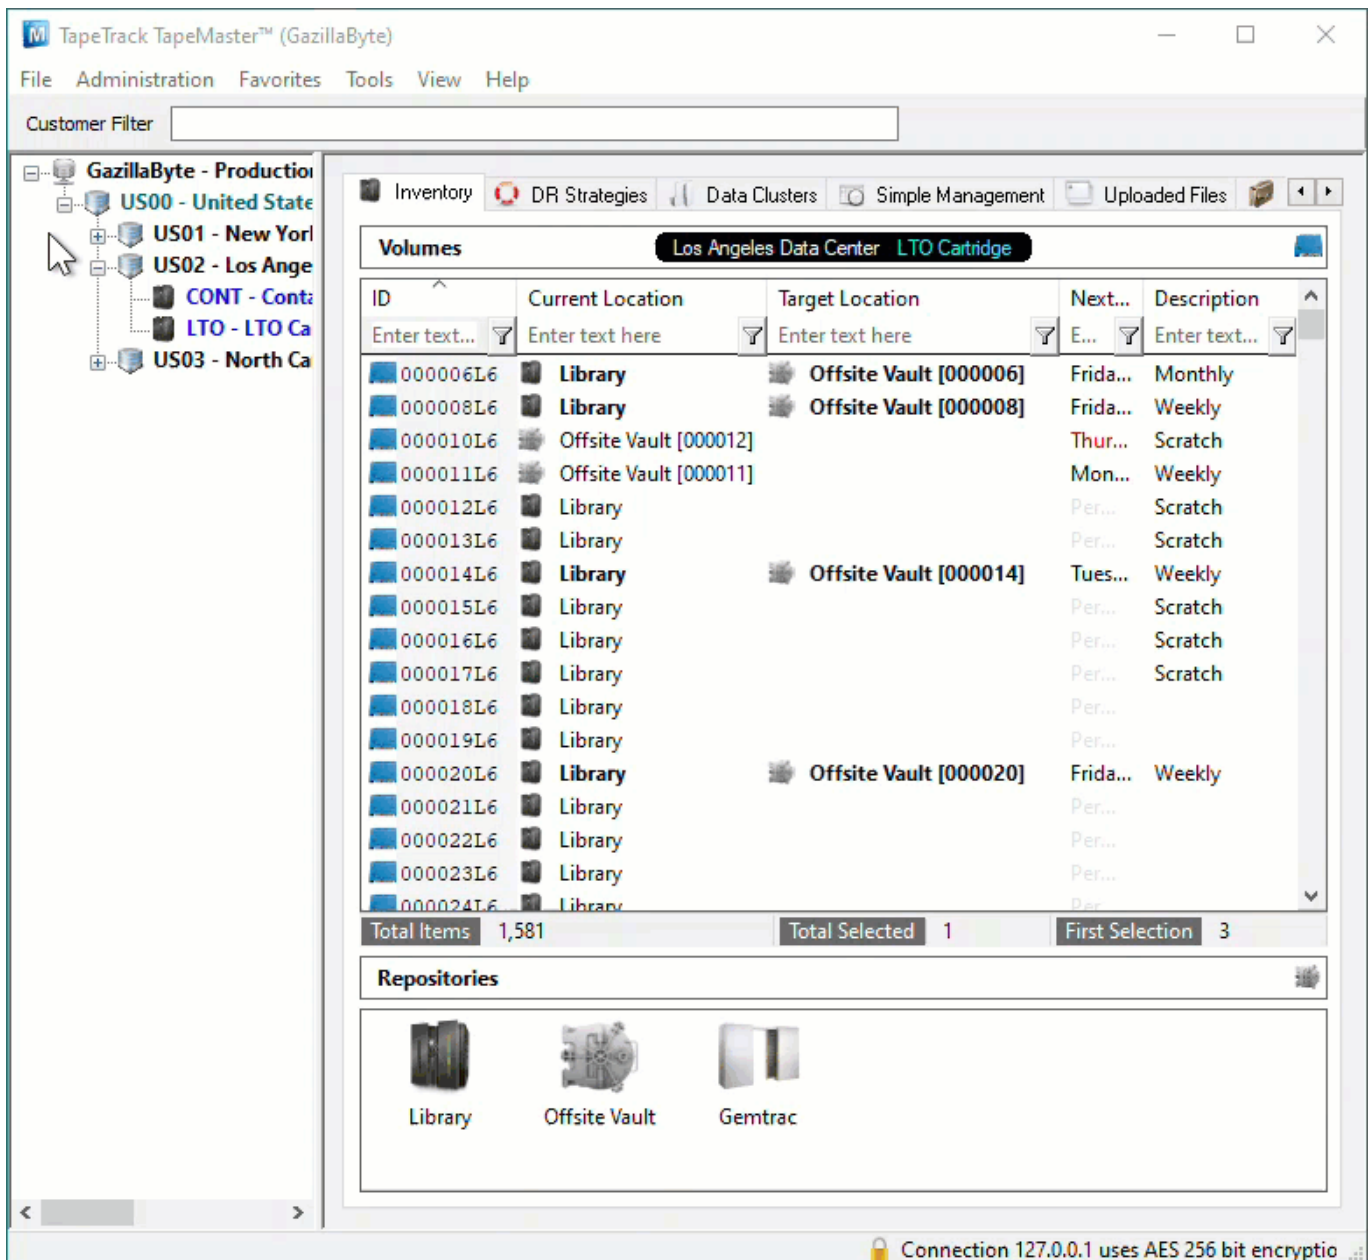 TapeTrack TapeMaster™ (GazillaByte)
File Administration Favorites Tools View Help
Customer Filter
GazillaByte - Production
US00 - United State
US01 - New Yorl
US02 - Los Ange
CONT - Conta
LTO - LTO Ca
US03 - North Ca
Inventory DR Strategies Data Clusters Simple Management Uploaded Files
Volumes Los Angeles Data Center LTO Cartridge
ID Current Location Target Location Next... Description
Enter text... Enter text here Enter text here E... Enter text...
000006L6 Library Offsite Vault [000006] Frida... Monthly
000008L6 Library Offsite Vault [000008] Frida... Weekly
000010L6 Offsite Vault [000012] Thur... Scratch
000011L6 Offsite Vault [000011] Mon... Weekly
000012L6 Library Per... Scratch
000013L6 Library Per... Scratch
000014L6 Library Offsite Vault [000014] Tues... Weekly
000015L6 Library Per... Scratch
000016L6 Library Per... Scratch
000017L6 Library Per... Scratch
000018L6 Library Per...
000019L6 Library Per...
000020L6 Library Offsite Vault [000020] Frida... Weekly
000021L6 Library Per...
000022L6 Library Per...
000023L6 Library Per...
000024L6 Library Per...
Total Items 1,581 Total Selected 1 First Selection 3
Repositories
Library Offsite Vault Gemtrac
Connection 127.0.0.1 uses AES 256 bit encryptio